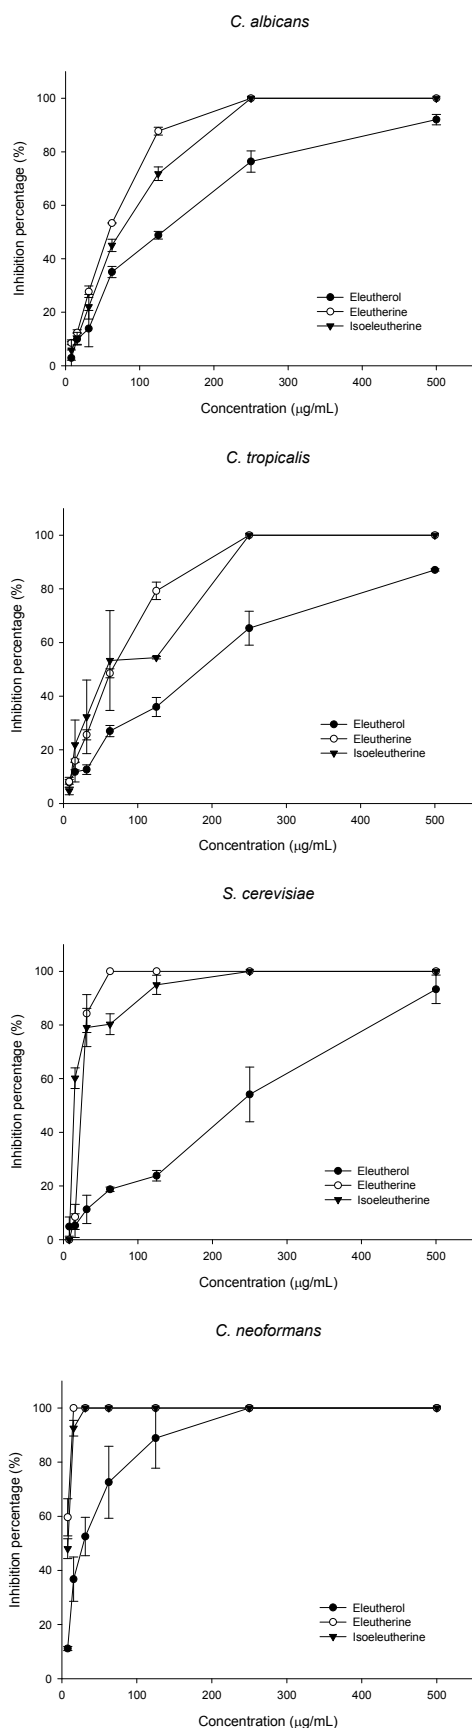 C. albicans
100
80
60
40
20
0
Inhibition percentage (%)
Eleutherol
Eleutherine
Isoeleutherine
0 100 200 300 400 500
Concentration (μg/mL)
C. tropicalis
100
80
60
40
20
0
Inhibition percentage (%)
Eleutherol
Eleutherine
Isoeleutherine
0 100 200 300 400 500
Concentration (μg/mL)
S. cerevisiae
100
80
60
40
20
0
Inhibition percentage (%)
Eleutherol
Eleutherine
Isoeleutherine
0 100 200 300 400 500
Concentration (μg/mL)
C. neoformans
100
80
60
40
20
0
Inhibition percentage (%)
Eleutherol
Eleutherine
Isoeleutherine
0 100 200 300 400 500
Concentration (μg/mL)